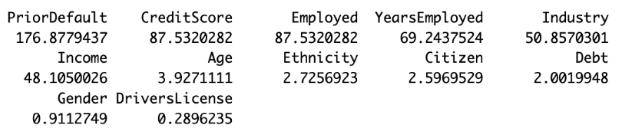 PriorDefault CreditScore Employed YearsEmployed Industry
176.8779437 87.5320282 87.5320282 69.2437524 50.8570301
Income Age Ethnicity Citizen Debt
48.1050026 3.9271111 2.7256923 2.5969529 2.0019948
Gender DriversLicense
0.9112749 0.2896235